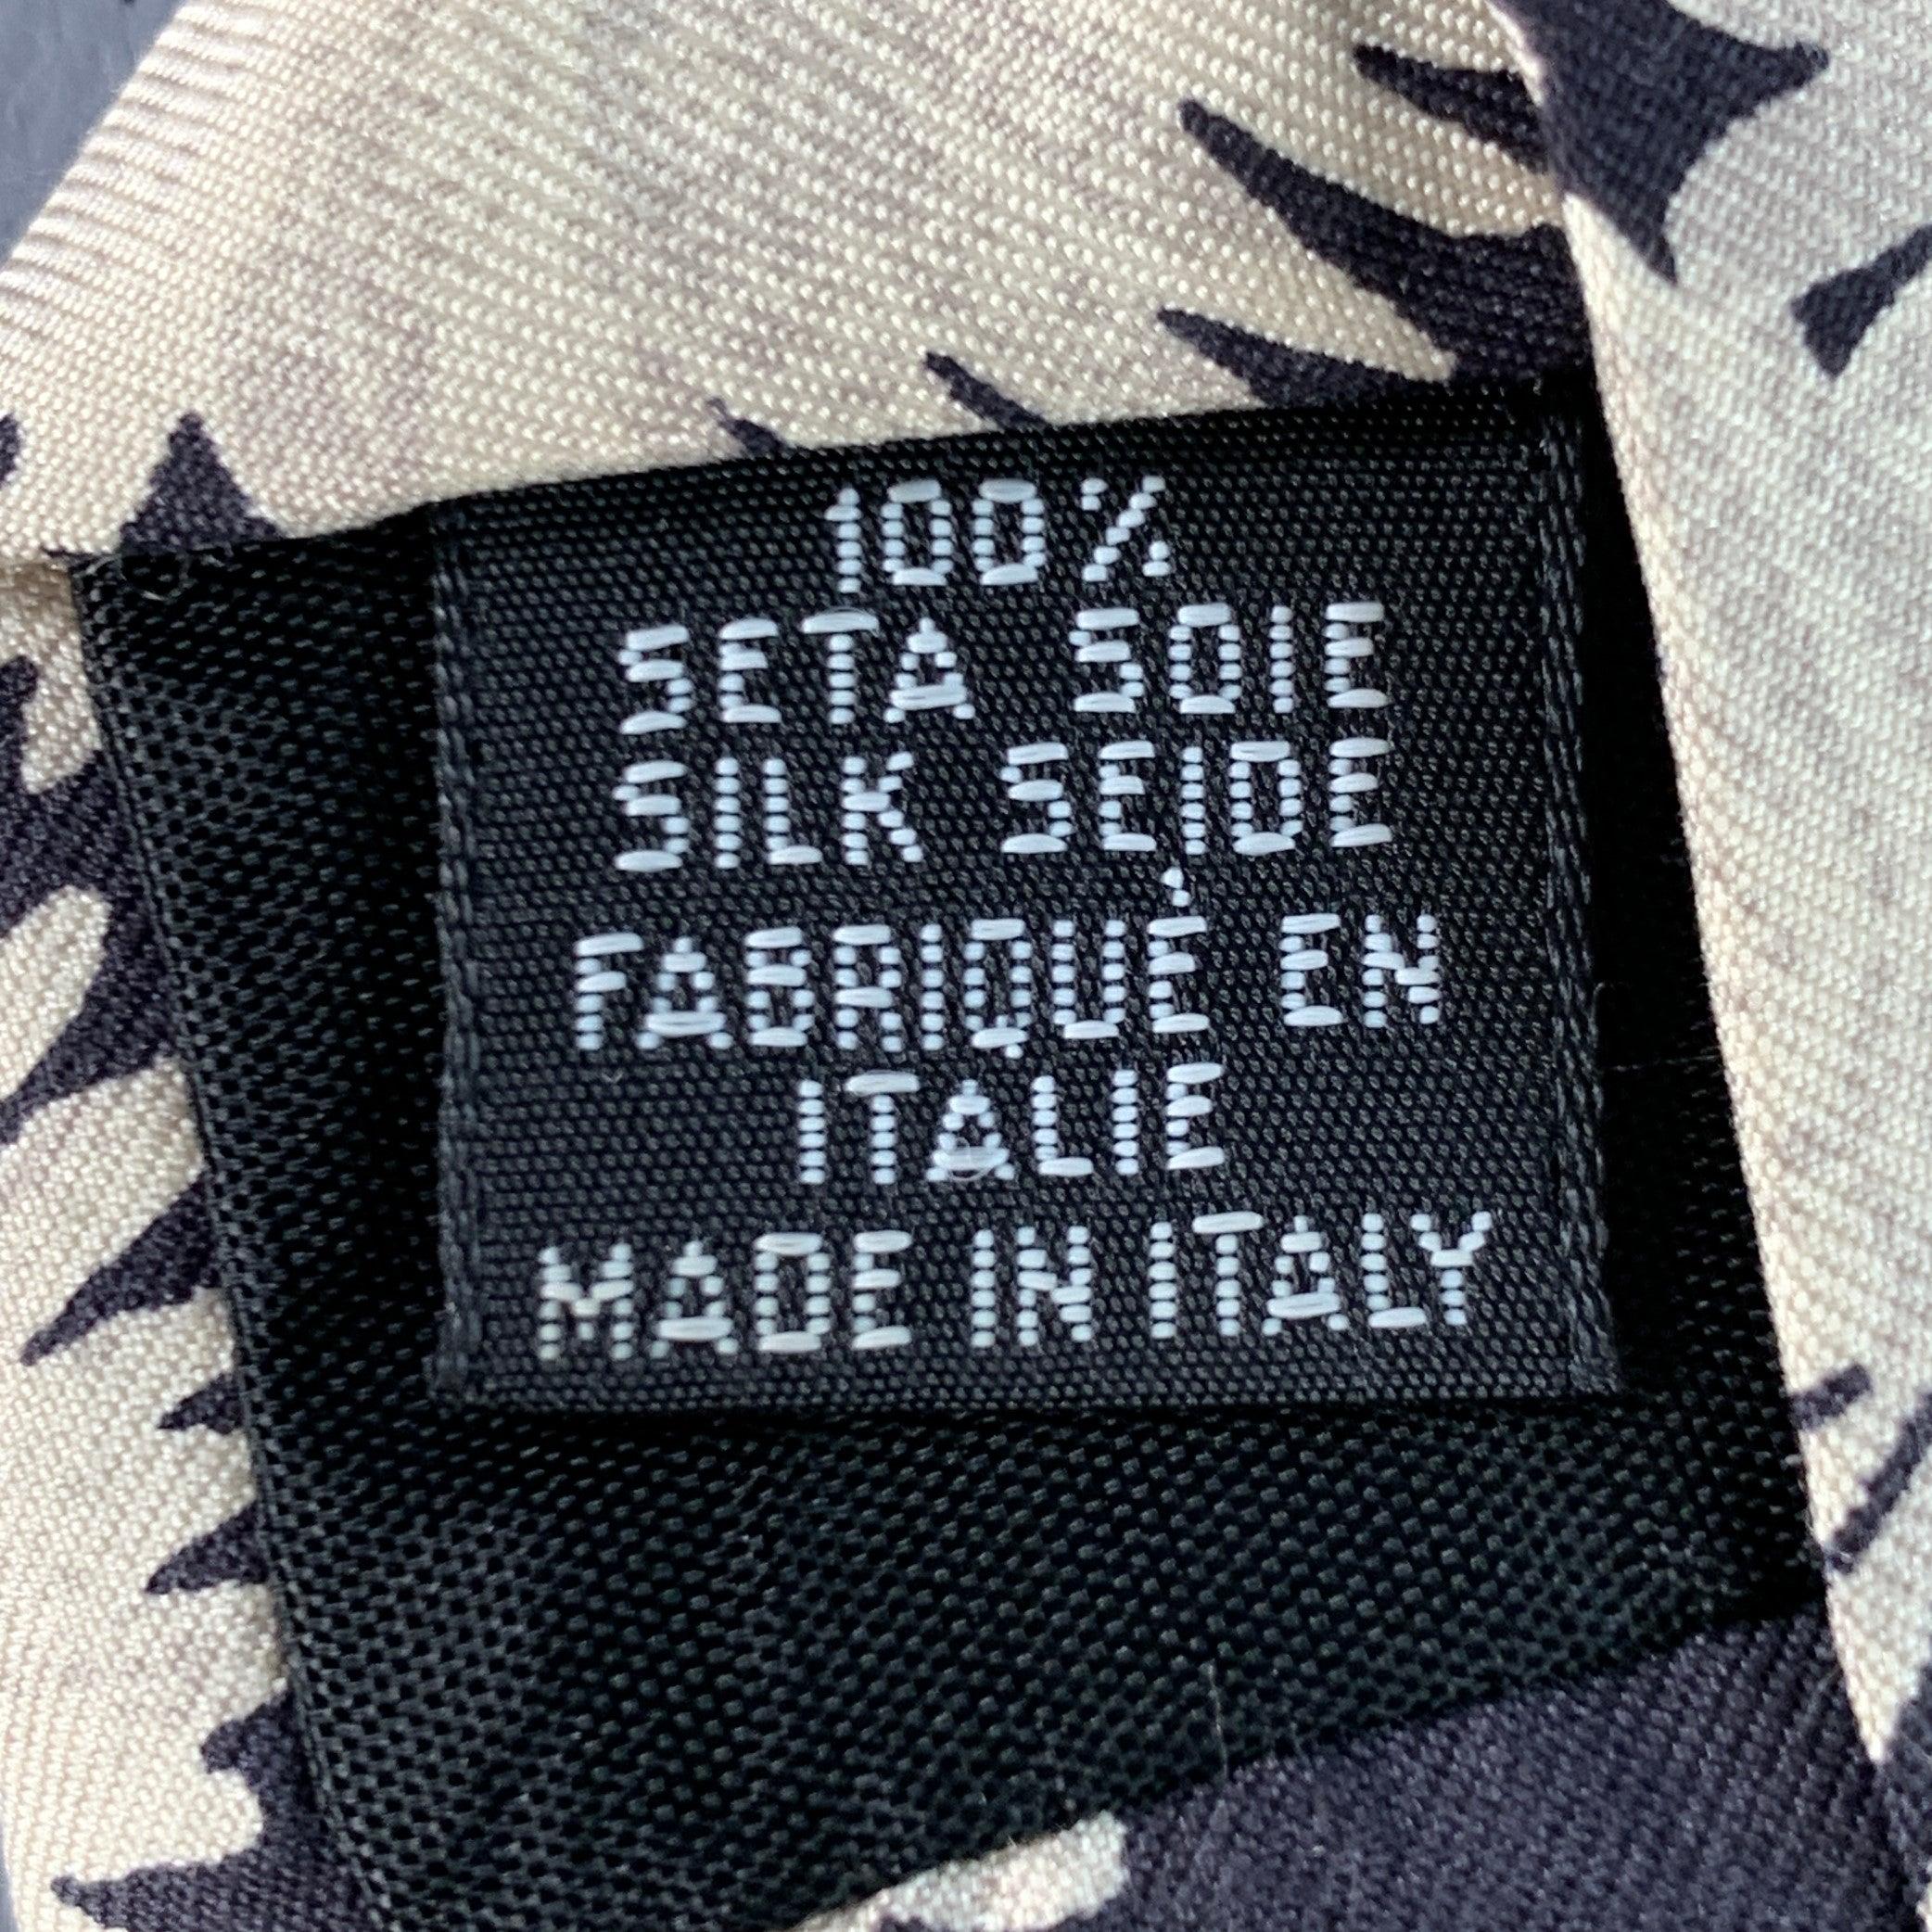 100%
SETA SOIE
SILK SEIDE
FABRIQUÉ EN
ITALIE
MADE IN ITALY